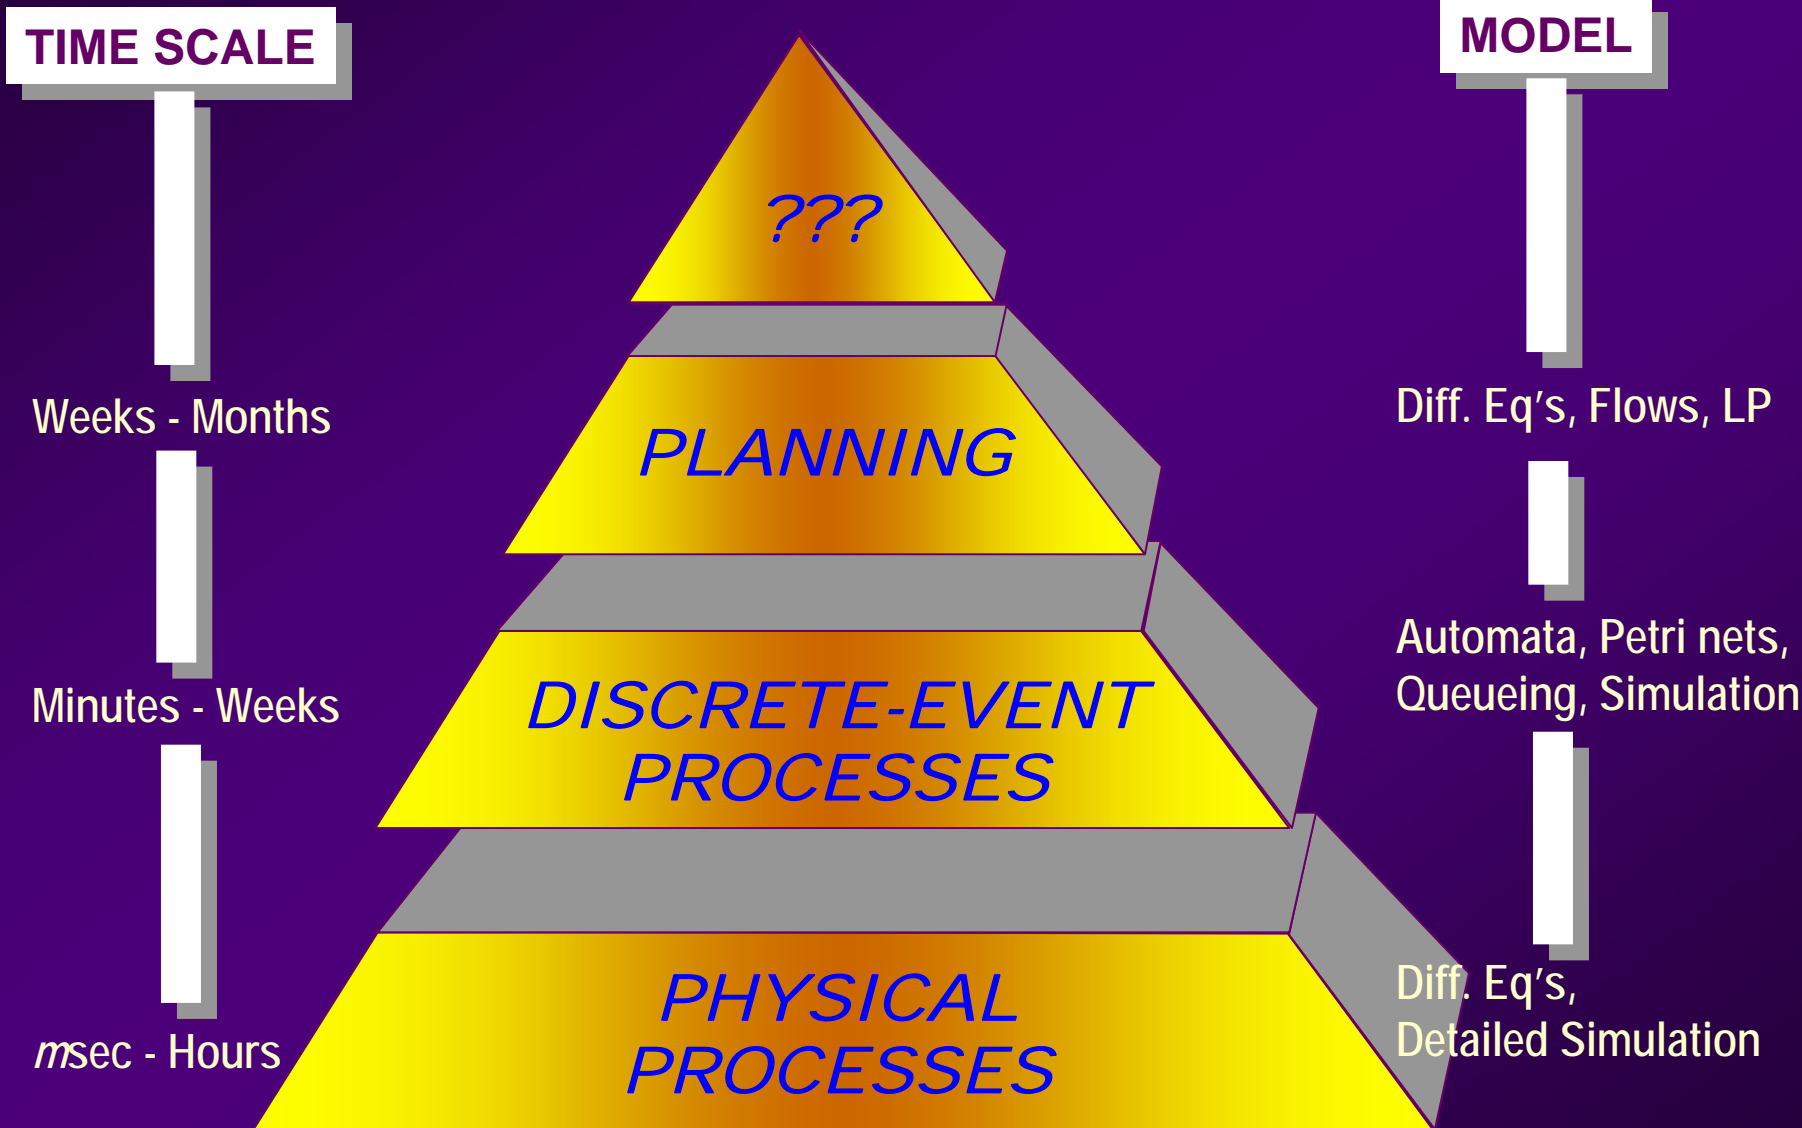 TIME SCALE
MODEL
???
Weeks - Months
PLANNING
Diff. Eq's, Flows, LP
Minutes - Weeks
DISCRETE-EVENT
PROCESSES
Automata, Petri nets,
Queueing, Simulation
msec - Hours
PHYSICAL
PROCESSES
Diff. Eq's,
Detailed Simulation